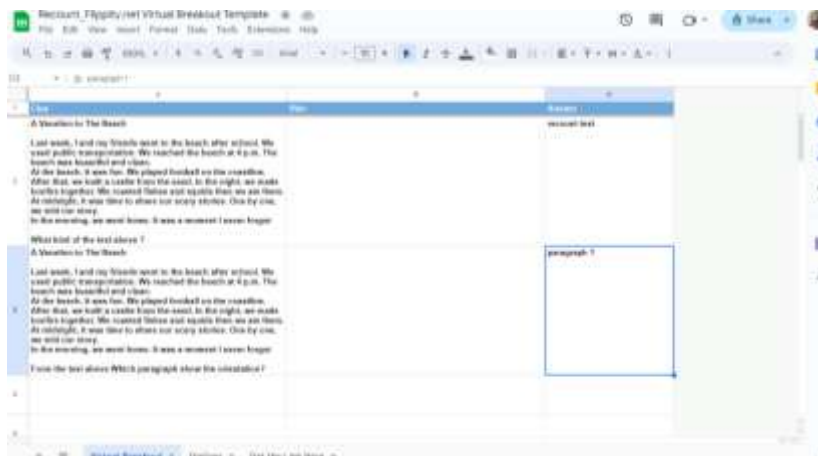 Recount_Flippity.net Virtual Breakout Template
File Edit View Insert Format Data Tools Extensions Help
Share
paragraph 1
Clue
Answer
A Vacation to The Beach
recount text
Last week, I and my friends went to the beach after school. We
used public transportation. We reached the beach at 4 p.m. The
beach was beautiful and clean.
At the beach, it was fun. We played football on the coastline.
After that, we built a castle from the sand. In the night, we made
bonfire together. We roasted fishes and squids then we ate them.
At midnight, it was time to share our scary stories. One by one,
we told our story.
In the morning, we went home. It was a moment I never forget
What kind of the text above ?
A Vacation to The Beach
paragraph 1
Last week, I and my friends went to the beach after school. We
used public transportation. We reached the beach at 4 p.m. The
beach was beautiful and clean.
At the beach, it was fun. We played football on the coastline.
After that, we built a castle from the sand. In the night, we made
bonfire together. We roasted fishes and squids then we ate them.
At midnight, it was time to share our scary stories. One by one,
we told our story.
In the morning, we went home. It was a moment I never forget
From the text above Which paragraph show the orientation ?
Virtual Breakout